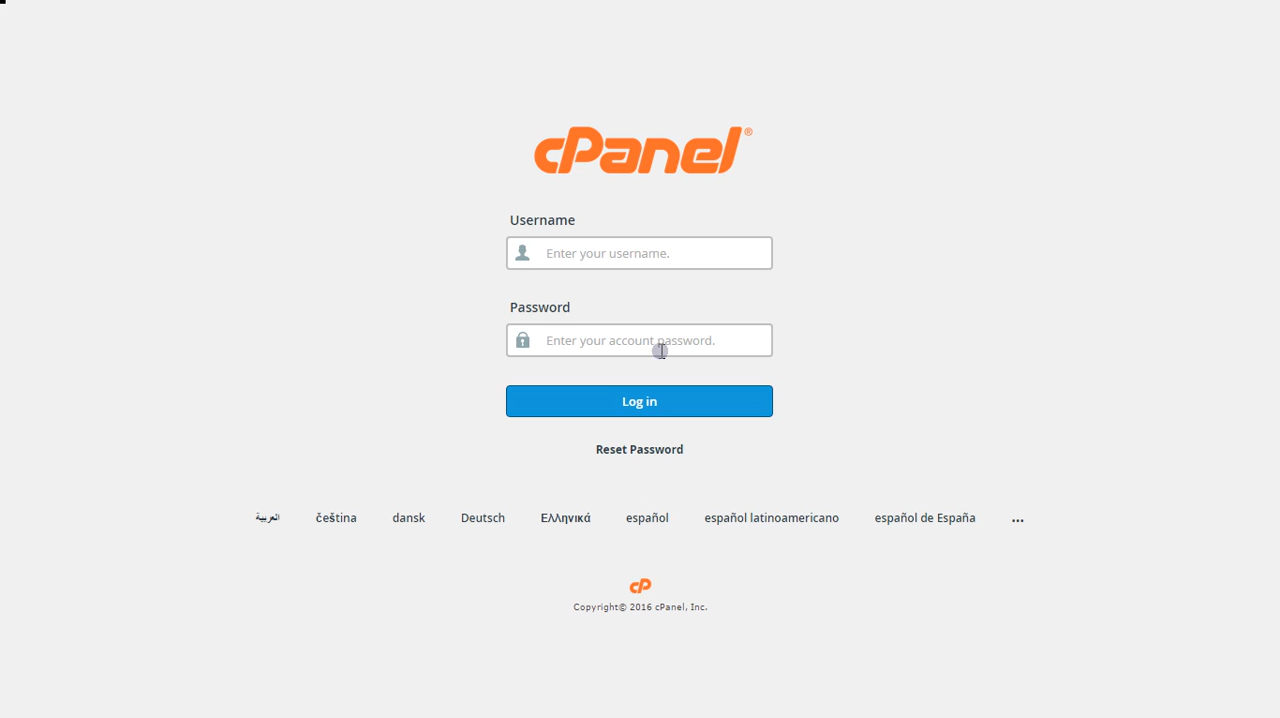 cPanel®
Username
Enter your username.
Password
Enter your account password.
Log in
Reset Password
العربية čeština dansk Deutsch Ελληνικά español español latinoamericano español de España ...
cP
Copyright© 2016 cPanel, Inc.